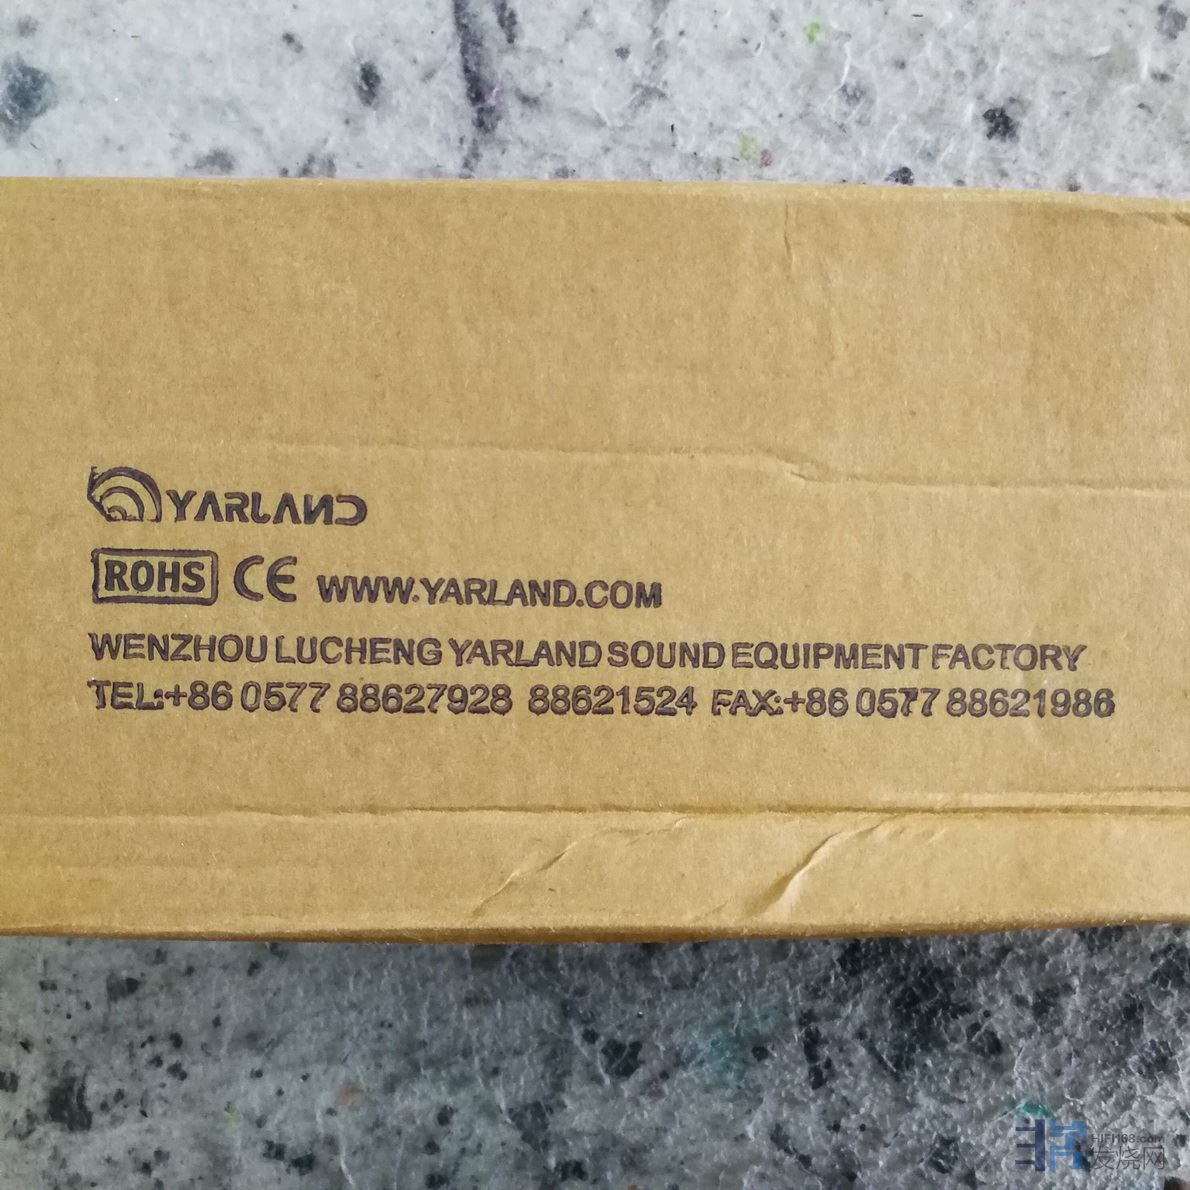 YARLAND
ROHS CE WWW.YARLAND.COM
WENZHOU LUCHENG YARLAND SOUND EQUIPMENT FACTORY
TEL:+86 0577 88627928 88621524 FAX:+86 0577 88621986
HIFI168.com
发烧网